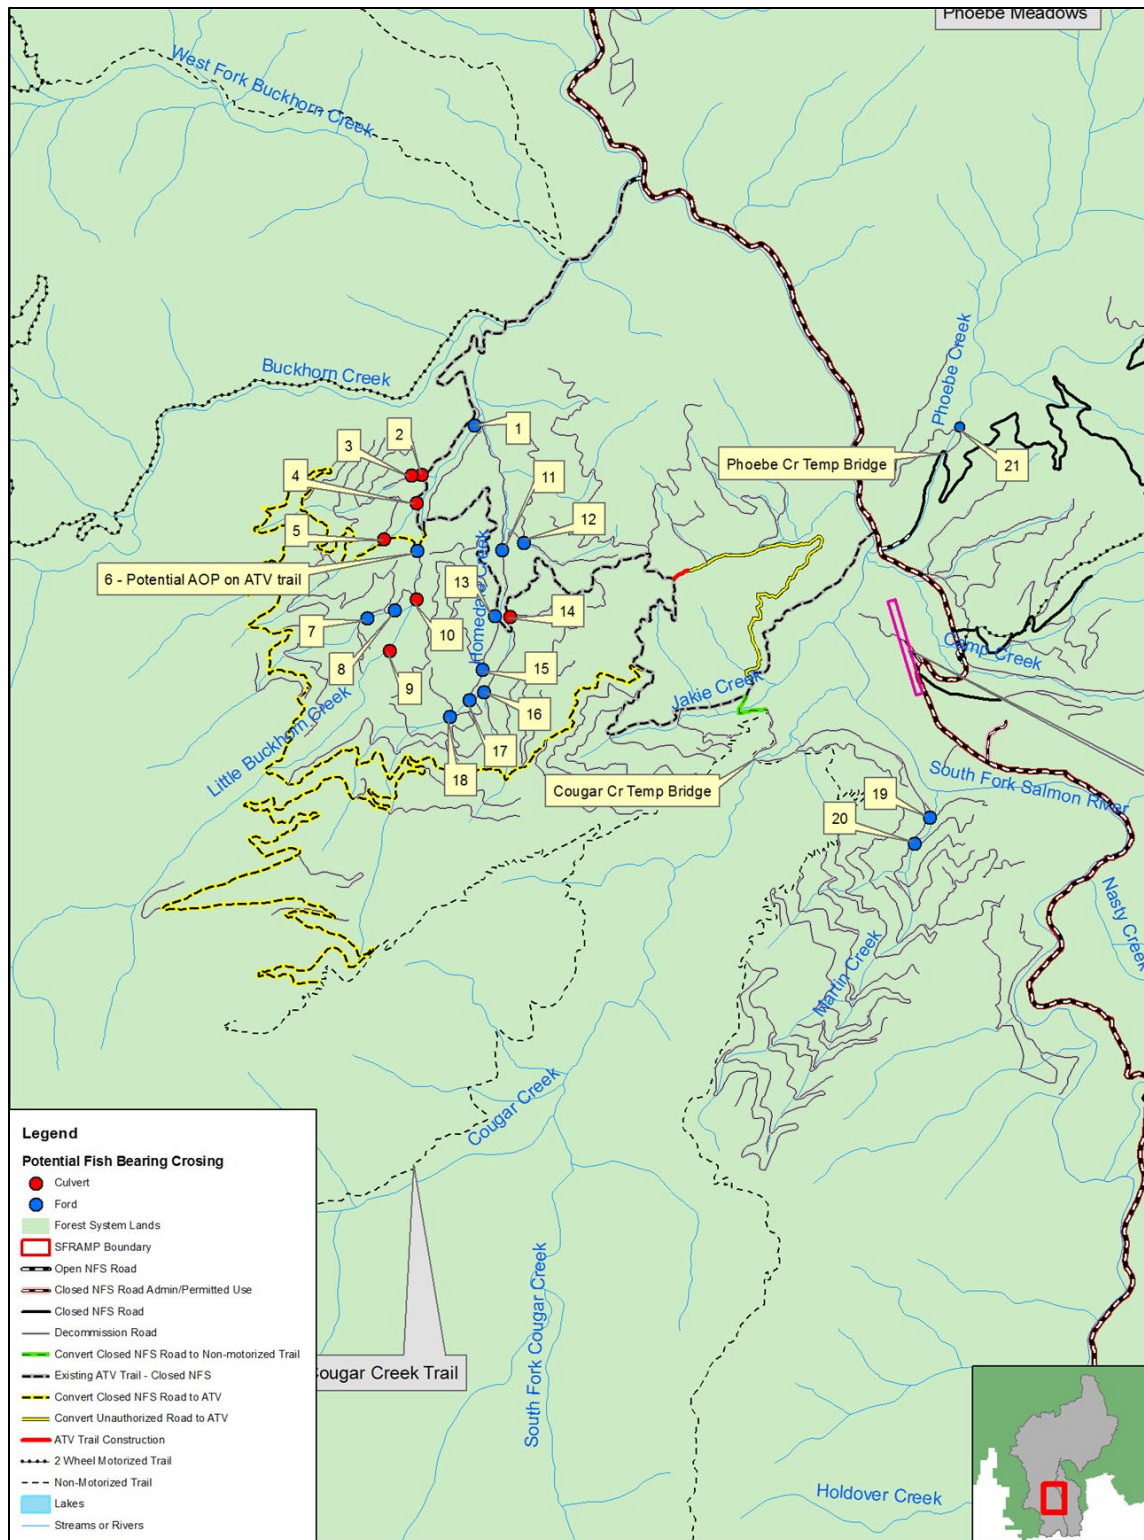 Phoebe Meadows
West Fork Buckhorn Creek
Buckhorn Creek
Phoebe Creek
1
2
3
4
11
12
5
Phoebe Cr Temp Bridge
21
6 - Potential AOP on ATV trail
13
14
7
10
8
9
Homedale Creek
15
16
Camp Creek
Jakie Creek
Little Buckhorn Creek
17
18
Cougar Cr Temp Bridge
South Fork Salmon River
19
20
Nasty Creek
Martin Creek
Cougar Creek
Cougar Creek Trail
South Fork Cougar Creek
Holdover Creek
Legend
Potential Fish Bearing Crossing
Culvert
Ford
Forest System Lands
SFRAMP Boundary
Open NFS Road
Closed NFS Road Admin/Permitted Use
Closed NFS Road
Decommission Road
Convert Closed NFS Road to Non-motorized Trail
Existing ATV Trail - Closed NFS
Convert Closed NFS Road to ATV
Convert Unauthorized Road to ATV
ATV Trail Construction
2 Wheel Motorized Trail
Non-Motorized Trail
Lakes
Streams or Rivers